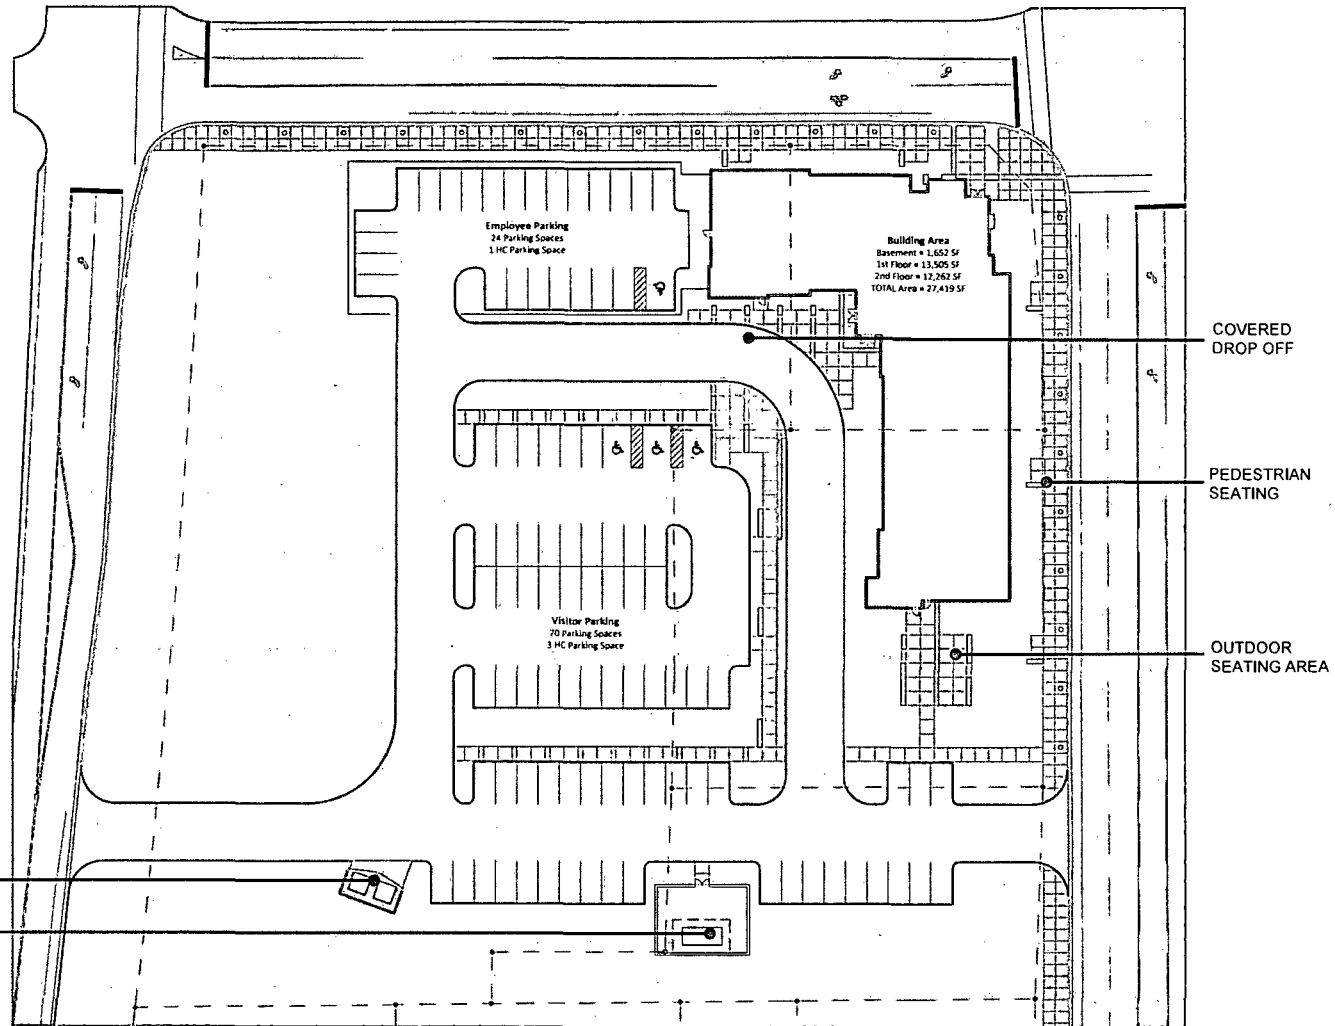 Employee Parking
24 Parking Spaces
1 HC Parking Space
Building Area
Basement = 1,652 SF
1st Floor = 13,505 SF
2nd Floor = 12,262 SF
TOTAL Area = 27,419 SF
COVERED
DROP OFF
PEDESTRIAN
SEATING
Visitor Parking
70 Parking Spaces
3 HC Parking Space
OUTDOOR
SEATING AREA